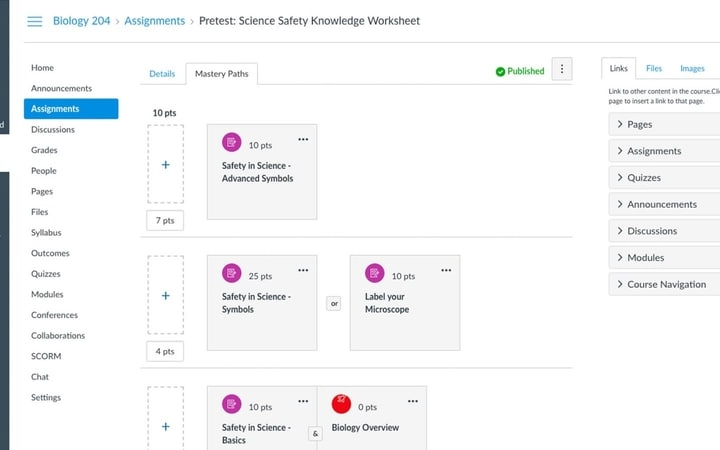 Biology 204 › Assignments › Pretest: Science Safety Knowledge Worksheet
d
Home
Announcements
Assignments
Discussions
Grades
People
Pages
Files
Syllabus
Outcomes
Quizzes
Modules
Conferences
Collaborations
SCORM
Chat
Settings
Details
Mastery Paths
Published
10 pts
10 pts
Safety in Science -
Advanced Symbols
7 pts
25 pts
Safety in Science -
Symbols
or
10 pts
Label your
Microscope
4 pts
10 pts
Safety in Science -
Basics
&
0 pts
Biology Overview
Links
Files
Images
Link to other content in the course.Cli
page to insert a link to that page.
Pages
Assignments
Quizzes
Announcements
Discussions
Modules
Course Navigation